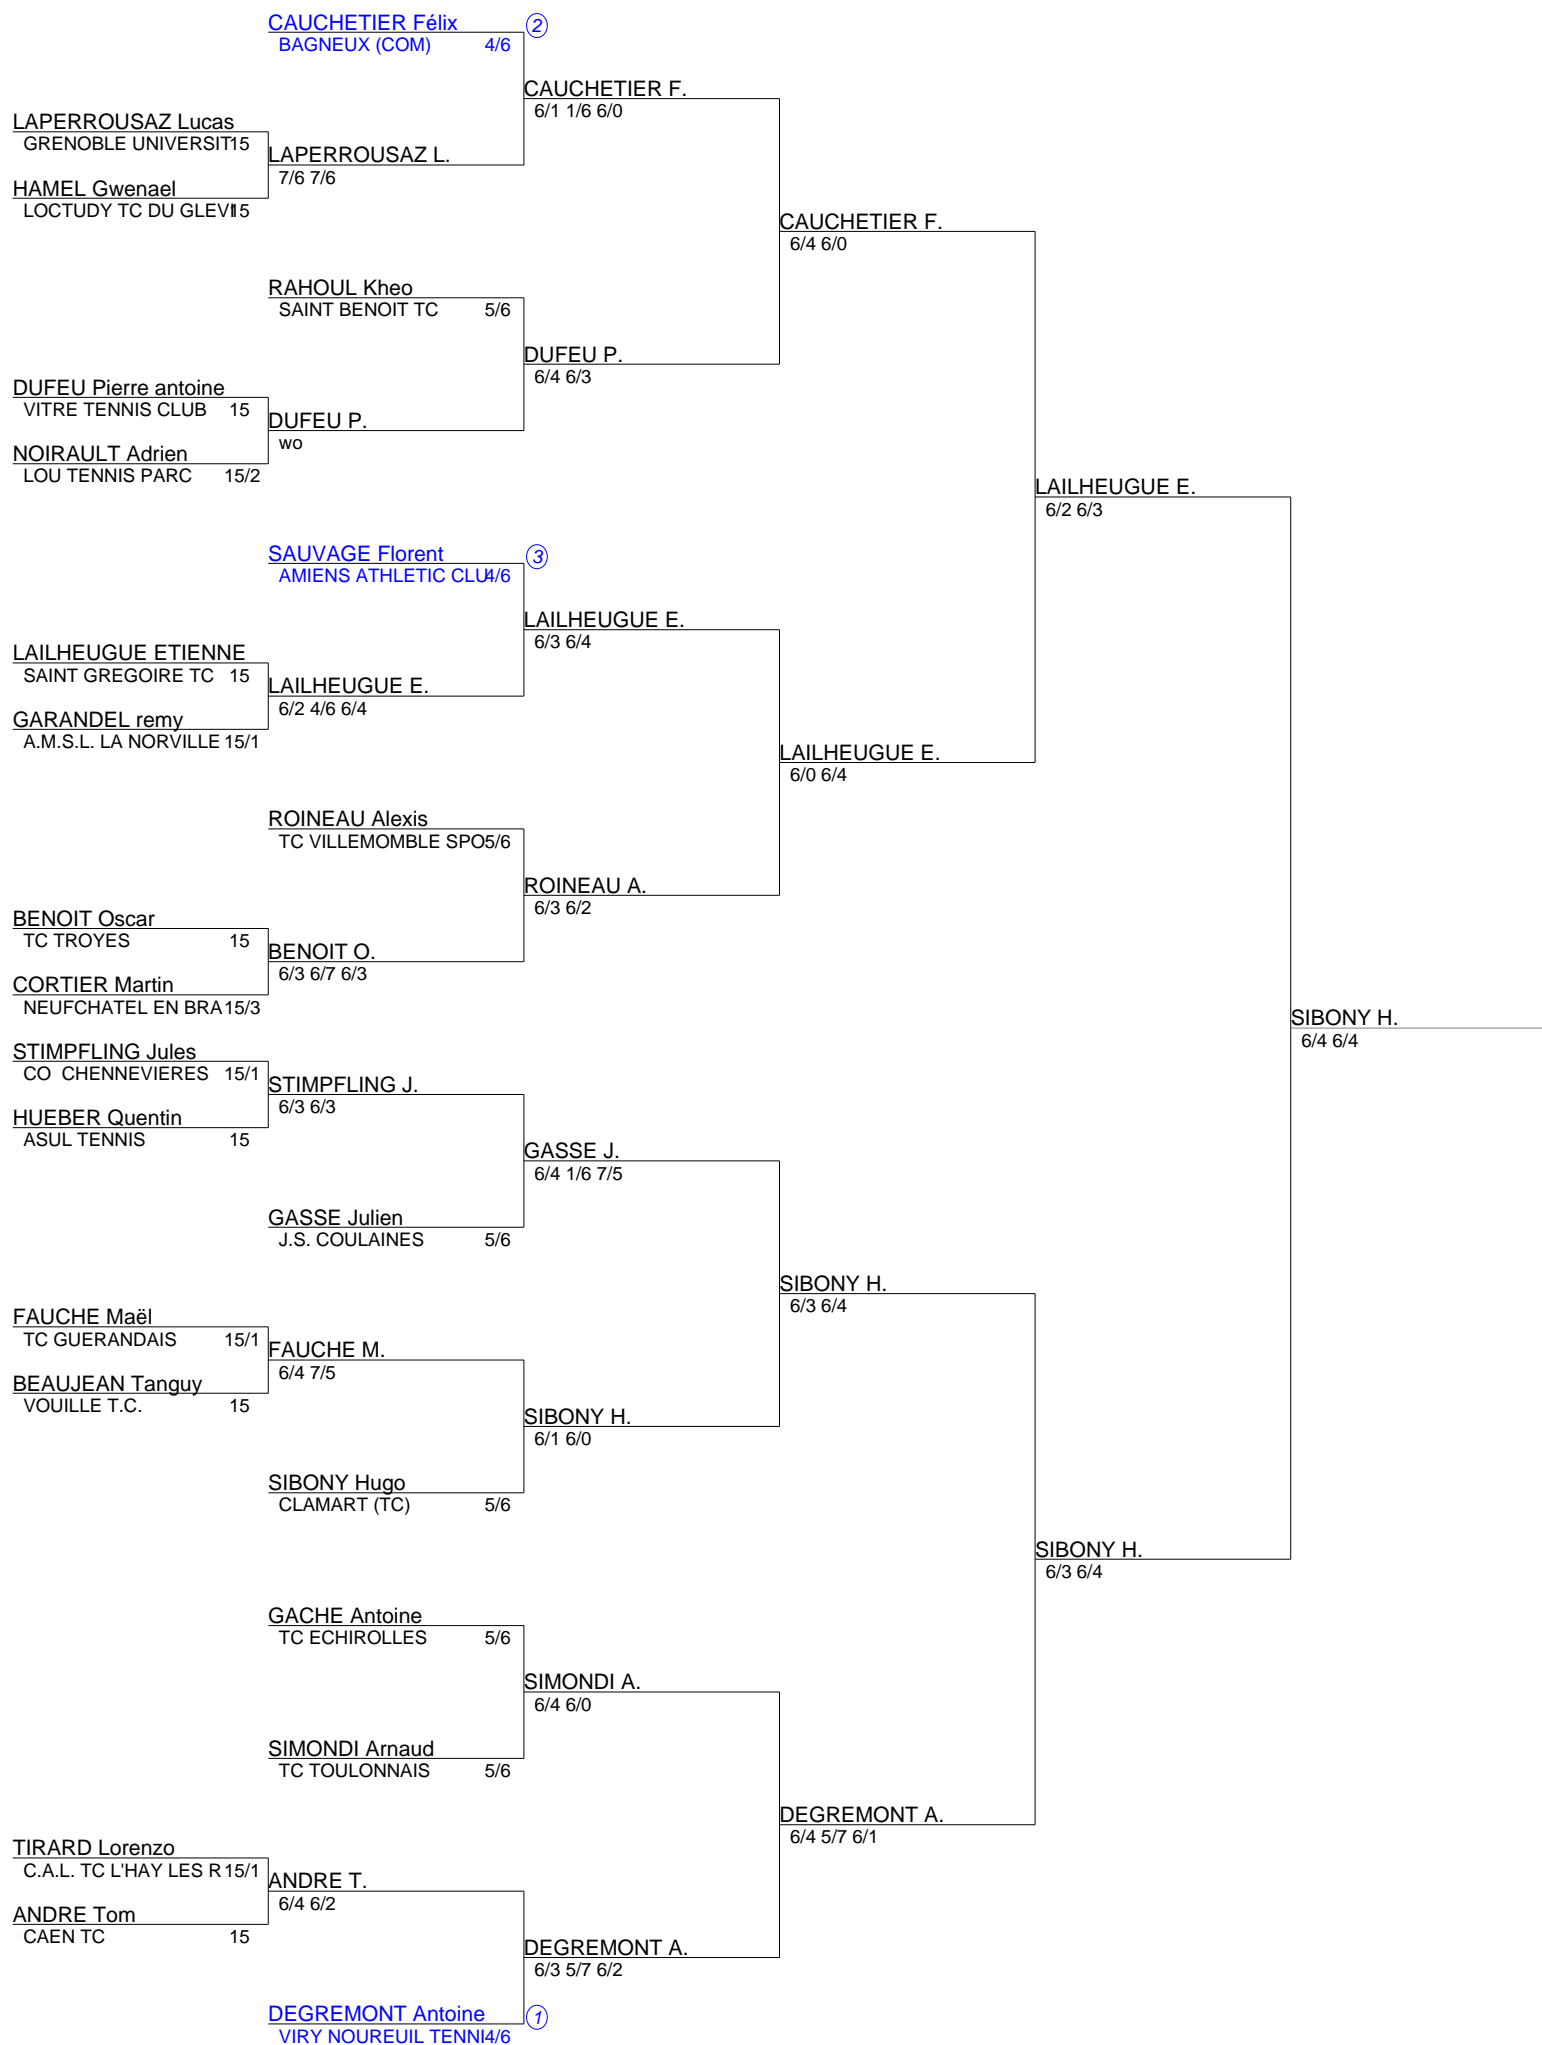 CAUCHETIER Félix 2
BAGNEUX (COM) 4/6
CAUCHETIER F.
6/1 1/6 6/0
LAPERROUSAZ Lucas
GRENOBLE UNIVERSIT 15
LAPERROUSAZ L.
7/6 7/6
HAMEL Gwenael
LOCTUDY TC DU GLEVI 15
CAUCHETIER F.
6/4 6/0
RAHOUL Kheo
SAINT BENOIT TC 5/6
DUFEU P.
6/4 6/3
DUFEU Pierre antoine
VITRE TENNIS CLUB 15
DUFEU P.
wo
NOIRAULT Adrien
LOU TENNIS PARC 15/2
LAILHEUGUE E.
6/2 6/3
SAUVAGE Florent 3
AMIENS ATHLETIC CLU 4/6
LAILHEUGUE E.
6/3 6/4
LAILHEUGUE ETIENNE
SAINT GREGOIRE TC 15
LAILHEUGUE E.
6/2 4/6 6/4
GARANDEL remy
A.M.S.L. LA NORVILLE 15/1
LAILHEUGUE E.
6/0 6/4
ROINEAU Alexis
TC VILLEMOMBLE SPO 5/6
ROINEAU A.
6/3 6/2
BENOIT Oscar
TC TROYES 15
BENOIT O.
6/3 6/7 6/3
CORTIER Martin
NEUFCHATEL EN BRA 15/3
SIBONY H.
6/4 6/4
STIMPFLING Jules
CO  CHENNEVIERES 15/1
STIMPFLING J.
6/3 6/3
HUEBER Quentin
ASUL TENNIS 15
GASSE J.
6/4 1/6 7/5
GASSE Julien
J.S. COULAINES 5/6
SIBONY H.
6/3 6/4
FAUCHE Maël
TC GUERANDAIS 15/1
FAUCHE M.
6/4 7/5
BEAUJEAN Tanguy
VOUILLE T.C. 15
SIBONY H.
6/1 6/0
SIBONY Hugo
CLAMART (TC) 5/6
SIBONY H.
6/3 6/4
GACHE Antoine
TC ECHIROLLES 5/6
SIMONDI A.
6/4 6/0
SIMONDI Arnaud
TC TOULONNAIS 5/6
DEGREMONT A.
6/4 5/7 6/1
TIRARD Lorenzo
C.A.L. TC L'HAY LES R 15/1
ANDRE T.
6/4 6/2
ANDRE Tom
CAEN TC 15
DEGREMONT A.
6/3 5/7 6/2
DEGREMONT Antoine 1
VIRY NOUREUIL TENNI 4/6